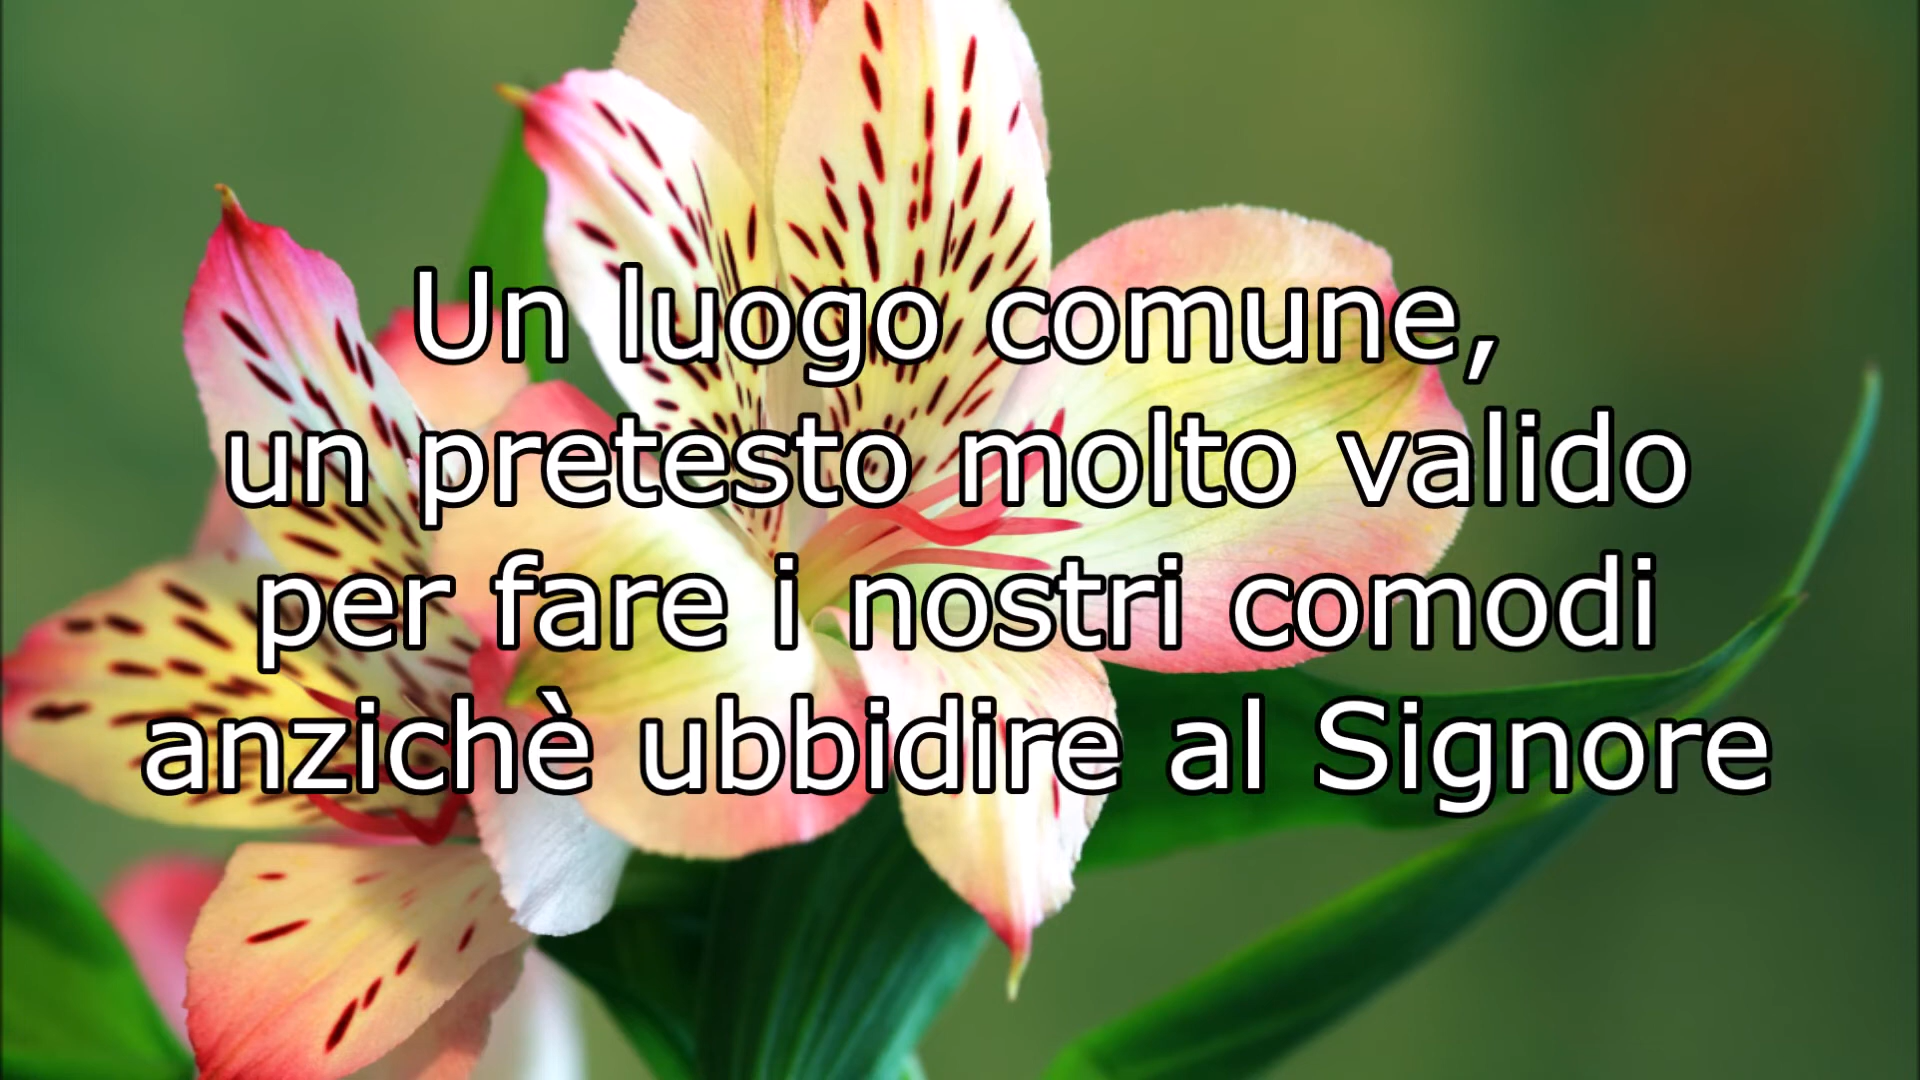 Un luogo comune,
un pretesto molto valido
per fare i nostri comodi
anzichè ubbidire al Signore